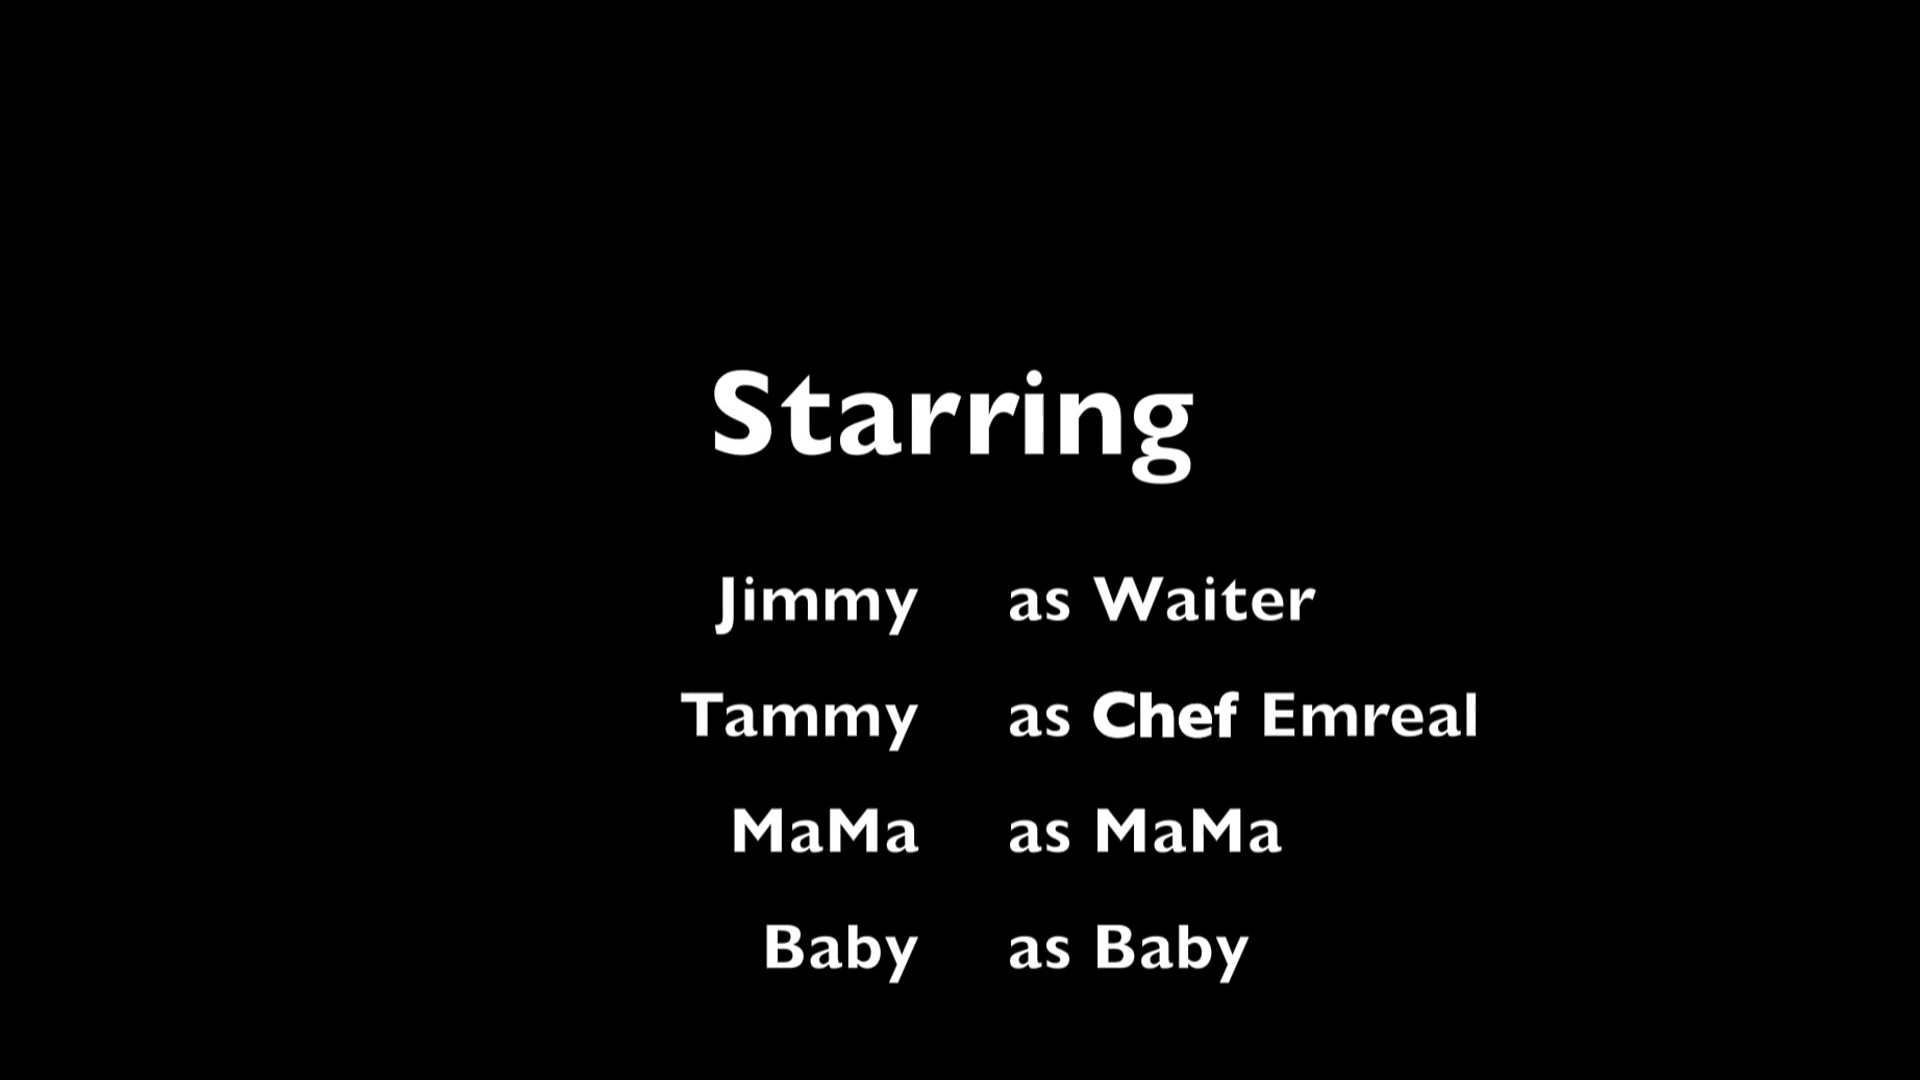 Starring
Jimmy as Waiter
Tammy as Chef Emreal
MaMa as MaMa
Baby as Baby